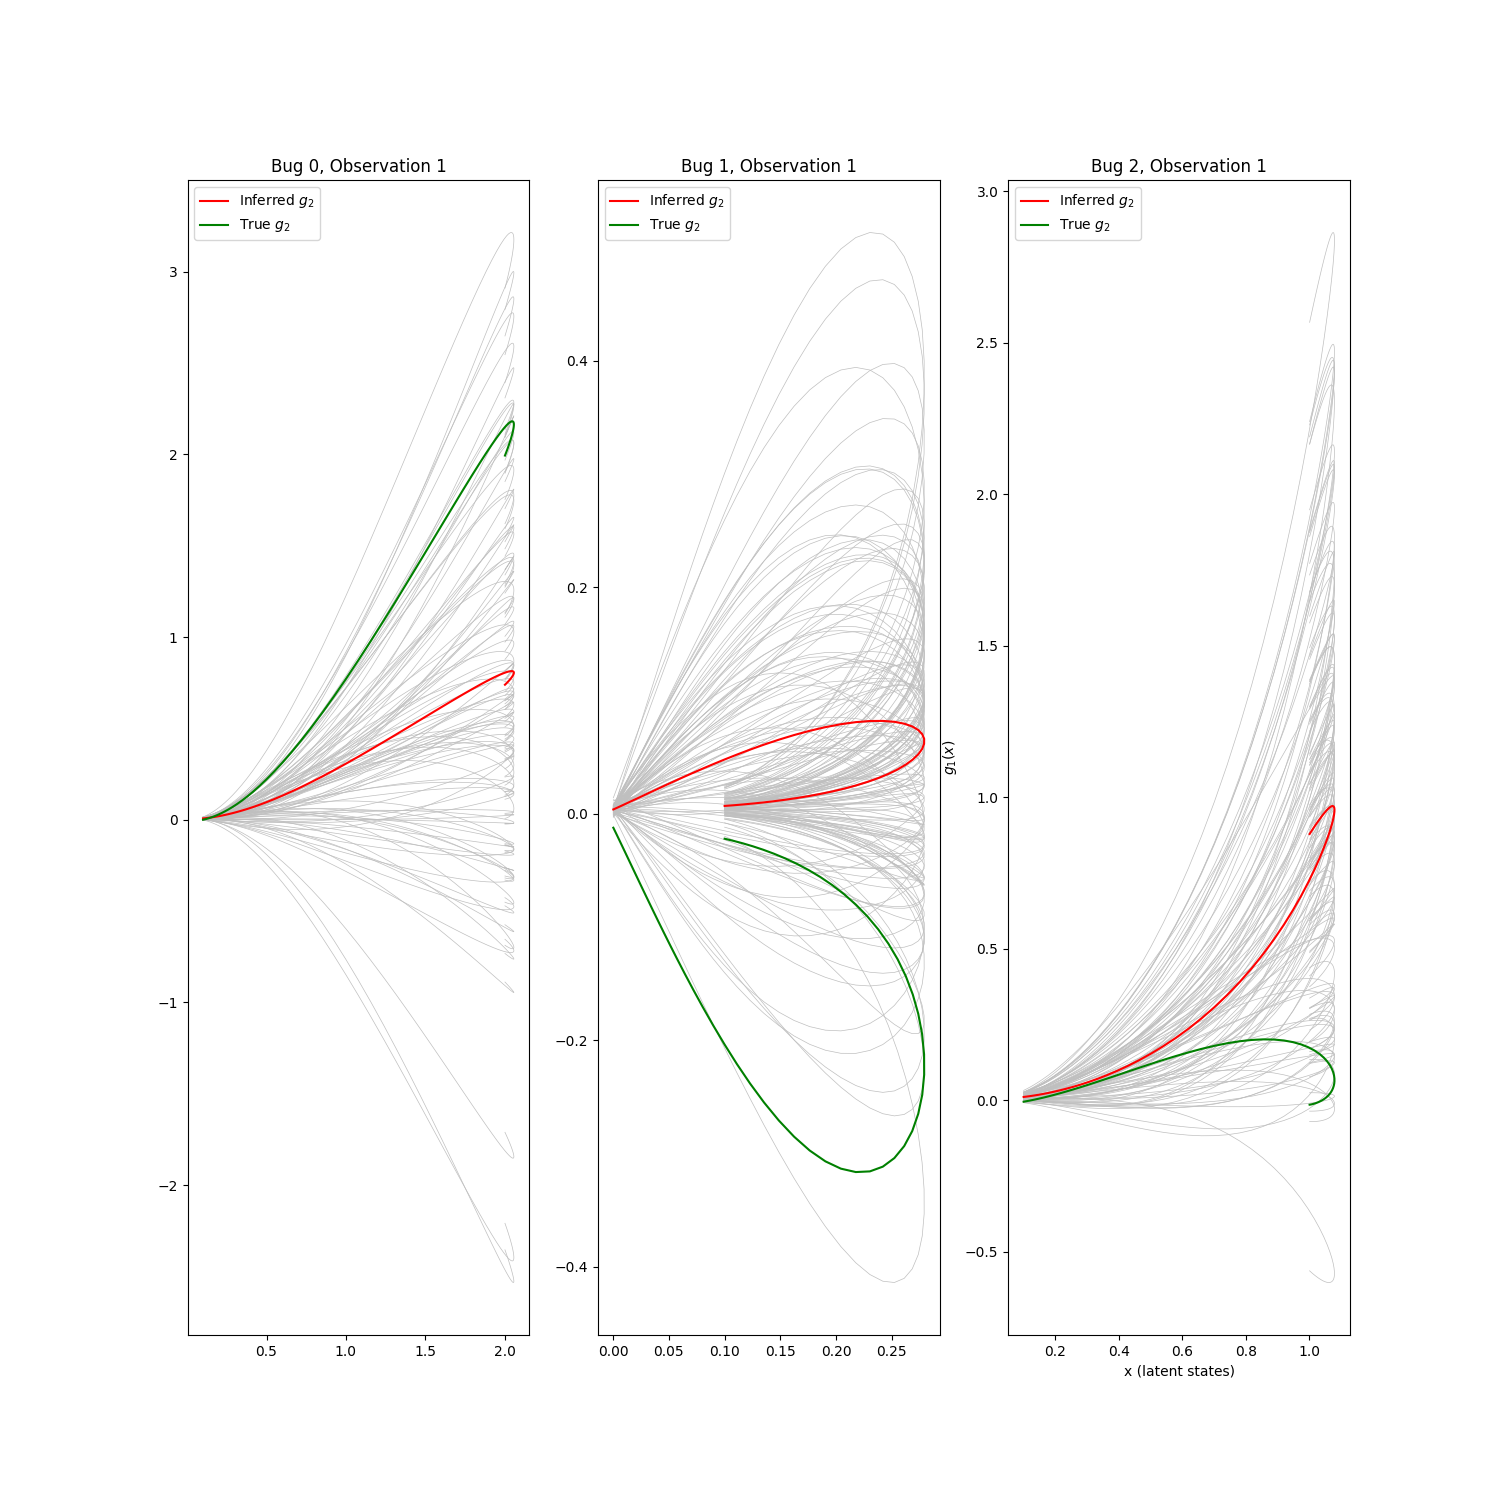 Bug 0, Observation 1
Inferred g₂
True g₂
3
2
1
0
−1
−2
0.5 1.0 1.5 2.0
Bug 1, Observation 1
Inferred g₂
True g₂
0.4
0.2
0.0
−0.2
−0.4
0.00 0.05 0.10 0.15 0.20 0.25
Bug 2, Observation 1
Inferred g₂
True g₂
g₁(x)
3.0
2.5
2.0
1.5
1.0
0.5
0.0
−0.5
0.2 0.4 0.6 0.8 1.0
x (latent states)